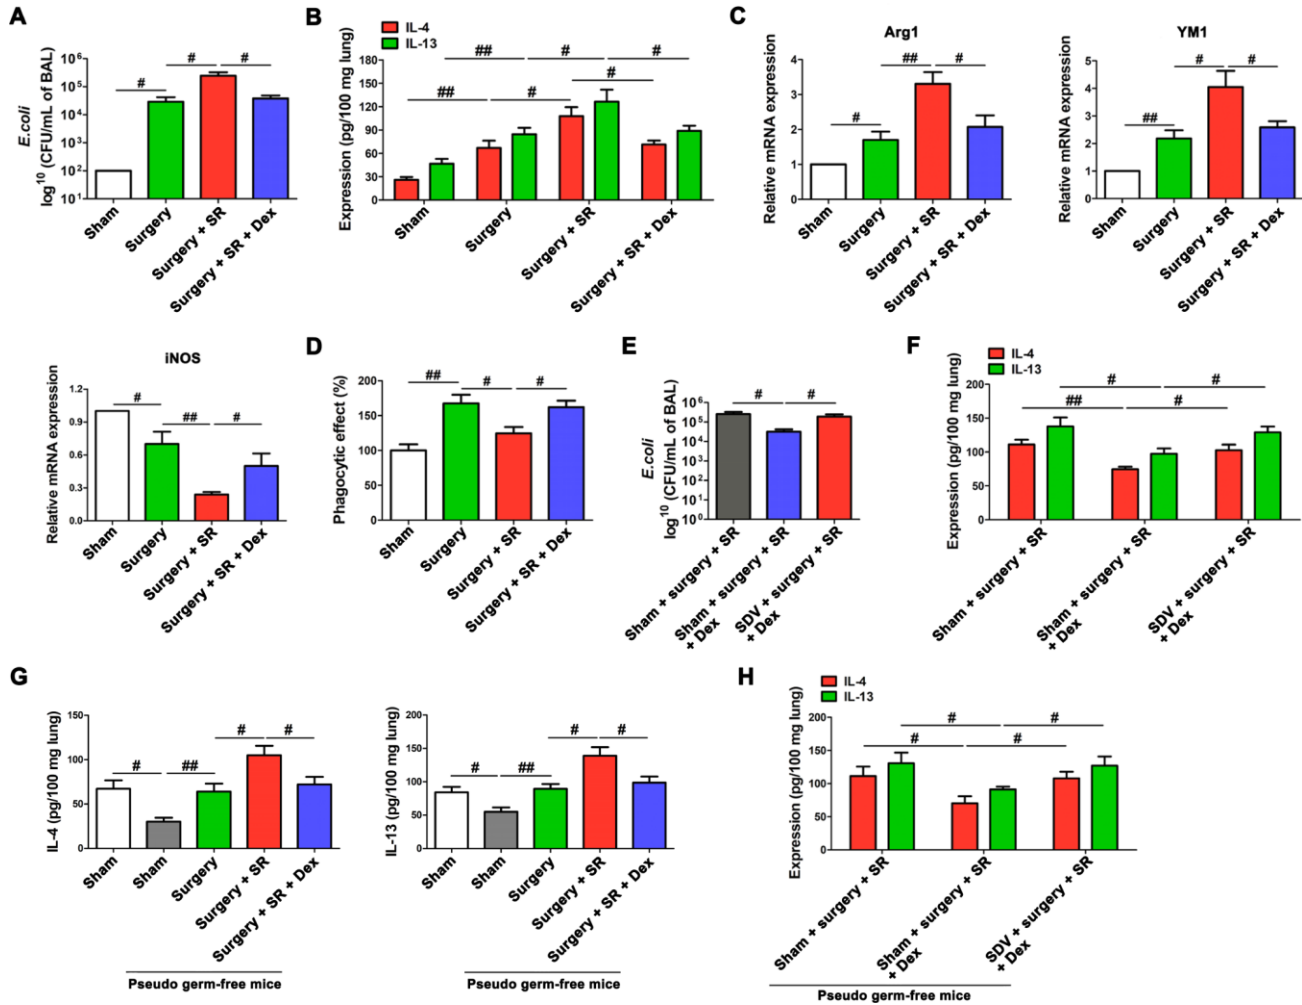 A
E.coli
log10 (CFU/mL of BAL)
10^6
10^5
10^4
10^3
10^2
10^1
#
#
#
Sham
Surgery
Surgery + SR
Surgery + SR + Dex
B
IL-4
IL-13
Expression (pg/100 mg lung)
180
150
120
90
60
30
0
##
#
#
##
#
#
Sham
Surgery
Surgery + SR
Surgery + SR + Dex
C
Arg1
Relative mRNA expression
4
3
2
1
0
#
##
#
Sham
Surgery
Surgery + SR
Surgery + SR + Dex
YM1
Relative mRNA expression
5
4
3
2
1
0
##
#
#
Sham
Surgery
Surgery + SR
Surgery + SR + Dex
iNOS
Relative mRNA expression
1.2
0.9
0.6
0.3
0.0
#
##
#
Sham
Surgery
Surgery + SR
Surgery + SR + Dex
D
Phagocytic effect (%)
200
150
100
50
0
##
#
#
Sham
Surgery
Surgery + SR
Surgery + SR + Dex
E
E.coli
log10 (CFU/mL of BAL)
10^6
10^5
10^4
10^3
10^2
10^1
10^0
#
#
Sham + surgery + SR
Sham + surgery + SR
+ Dex
SDV + surgery + SR
+ Dex
F
IL-4
IL-13
Expression (pg/100 mg lung)
200
150
100
50
0
#
#
##
#
Sham + surgery + SR
Sham + surgery + SR
+ Dex
SDV + surgery + SR
+ Dex
G
IL-4 (pg/100 mg lung)
150
100
50
0
#
##
#
#
Sham
Sham
Surgery
Surgery + SR
Surgery + SR + Dex
Pseudo germ-free mice
IL-13 (pg/100 mg lung)
200
150
100
50
0
#
##
#
#
Sham
Sham
Surgery
Surgery + SR
Surgery + SR + Dex
Pseudo germ-free mice
H
IL-4
IL-13
Expression (pg/100 mg lung)
200
150
100
50
0
#
#
#
#
Sham + surgery + SR
Sham + surgery + SR
+ Dex
SDV + surgery + SR
+ Dex
Pseudo germ-free mice